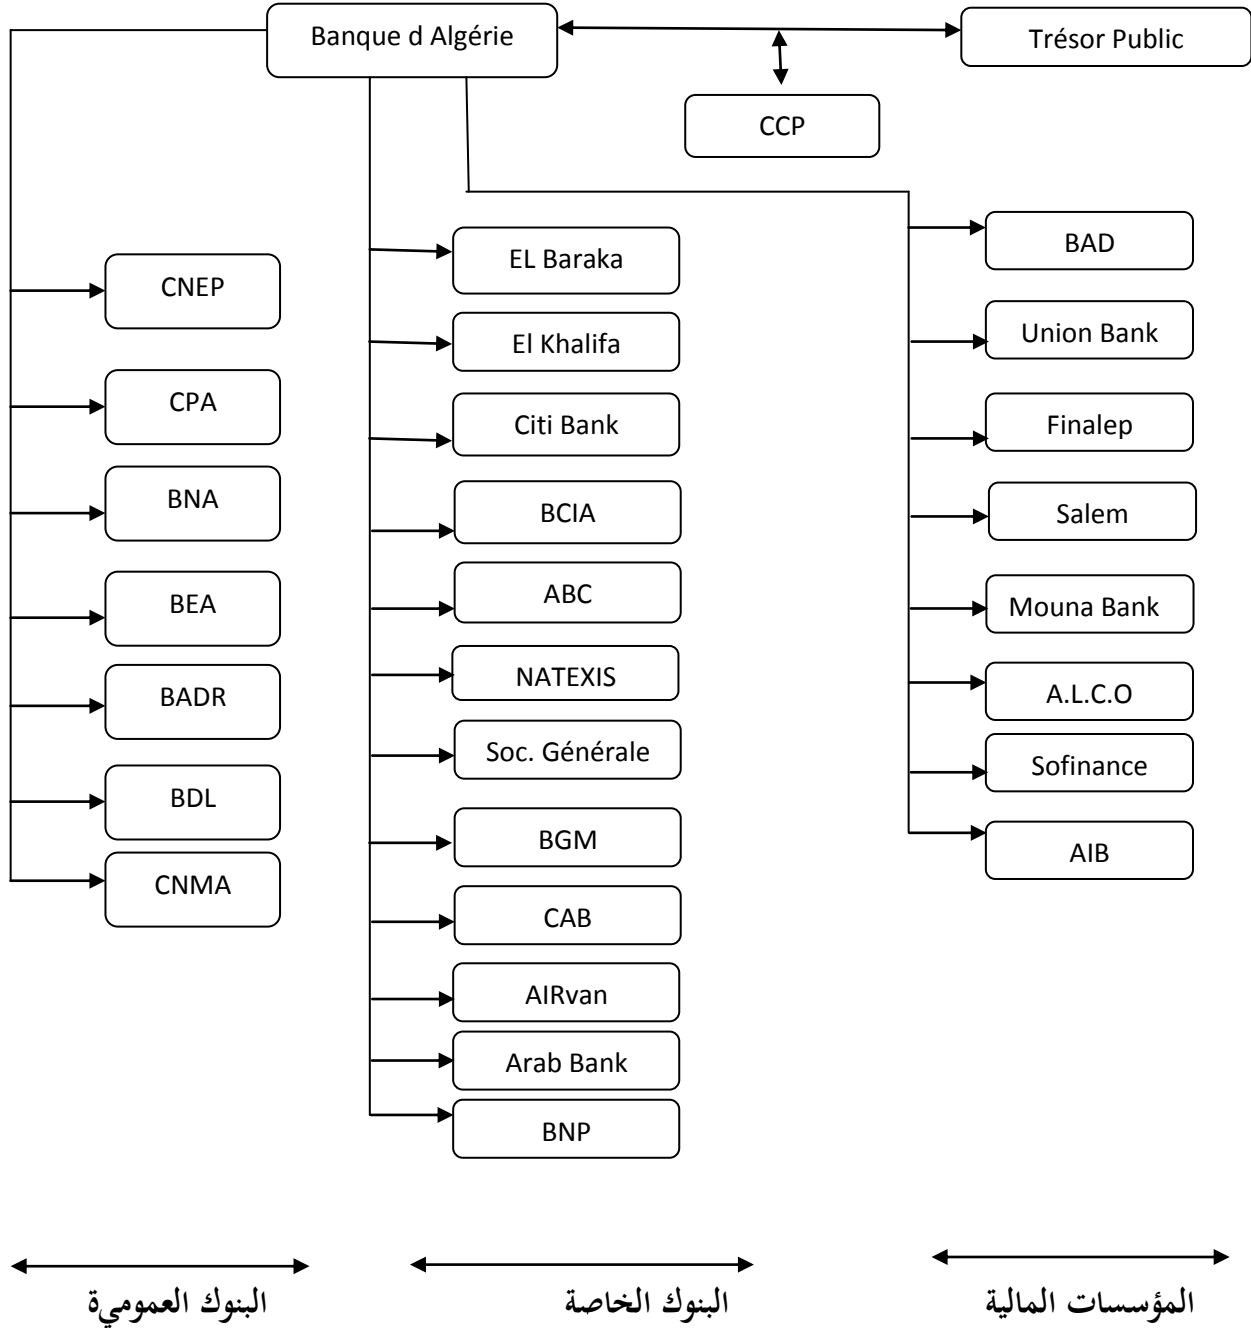 Banque d Algérie
Trésor Public
CCP
CNEP
CPA
BNA
BEA
BADR
BDL
CNMA
EL Baraka
El Khalifa
Citi Bank
BCIA
ABC
NATEXIS
Soc. Générale
BGM
CAB
AIRvan
Arab Bank
BNP
BAD
Union Bank
Finalep
Salem
Mouna Bank
A.L.C.O
Sofinance
AIB
البنوك العمومية
البنوك الخاصة
المؤسسات المالية